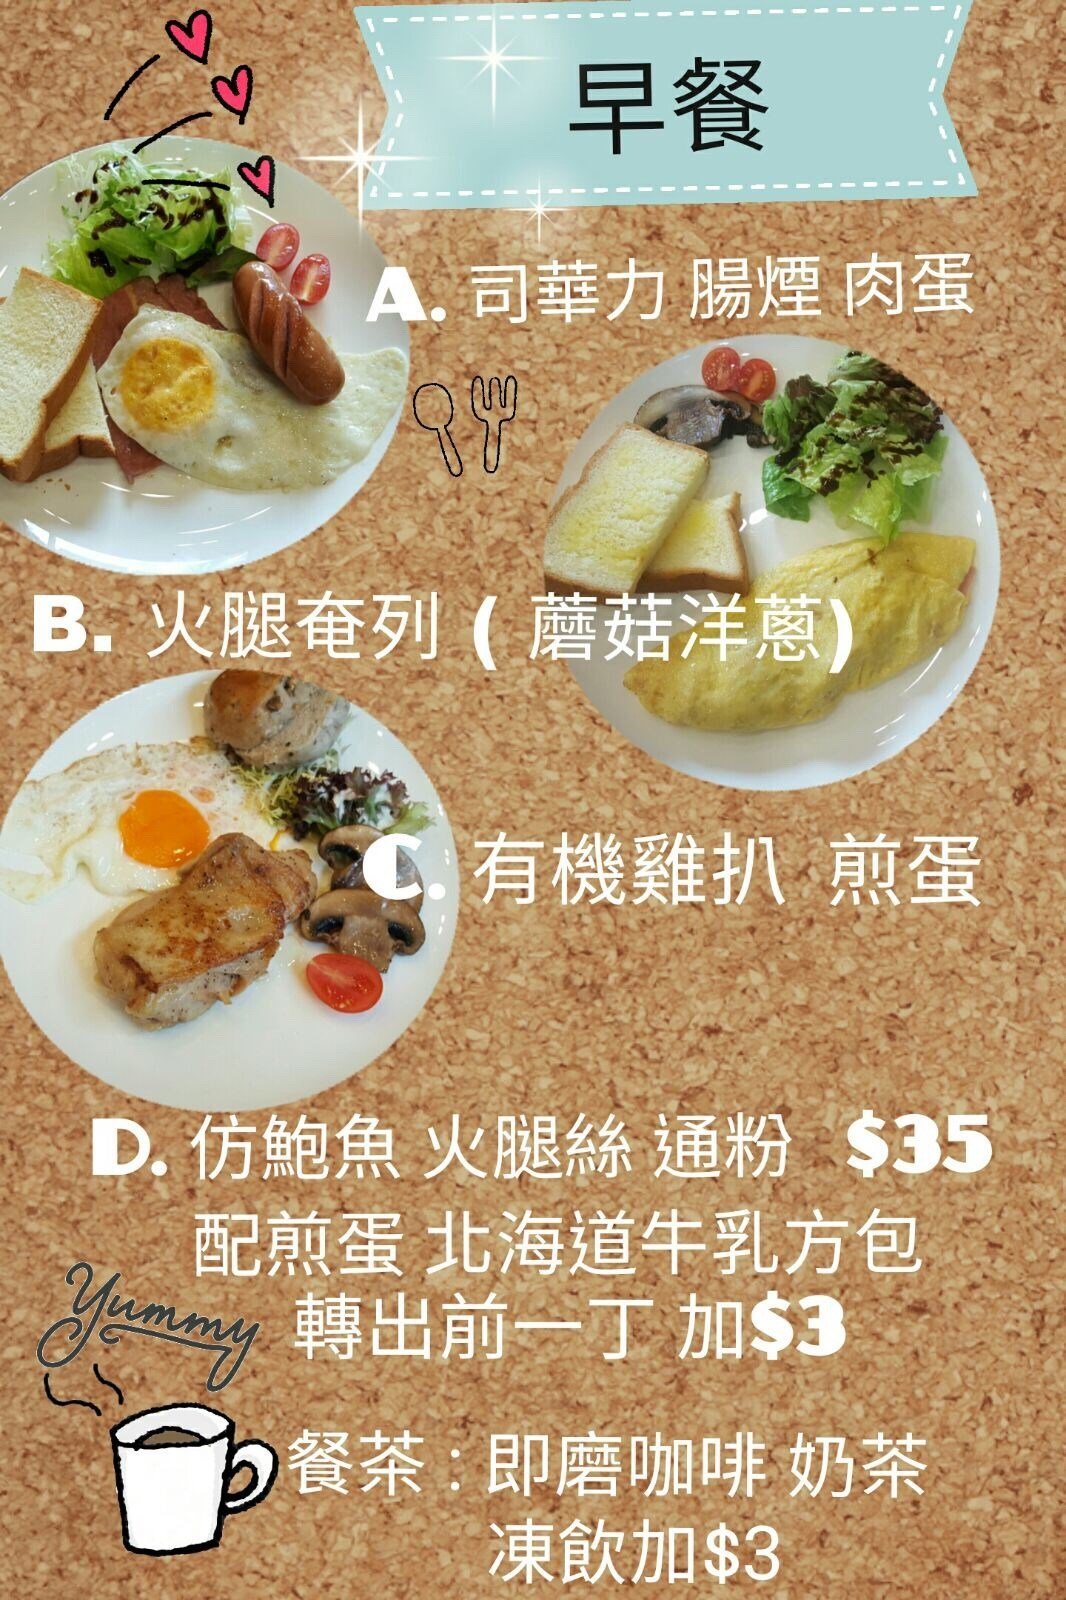 早餐
A. 司華力 腸煙 肉蛋
B. 火腿奄列 ( 蘑菇洋蔥)
C. 有機雞扒 煎蛋
D. 仿鮑魚 火腿絲 通粉 $35
配煎蛋 北海道牛乳方包
轉出前一丁 加$3
Yummy
餐茶 : 即磨咖啡 奶茶
凍飲加$3